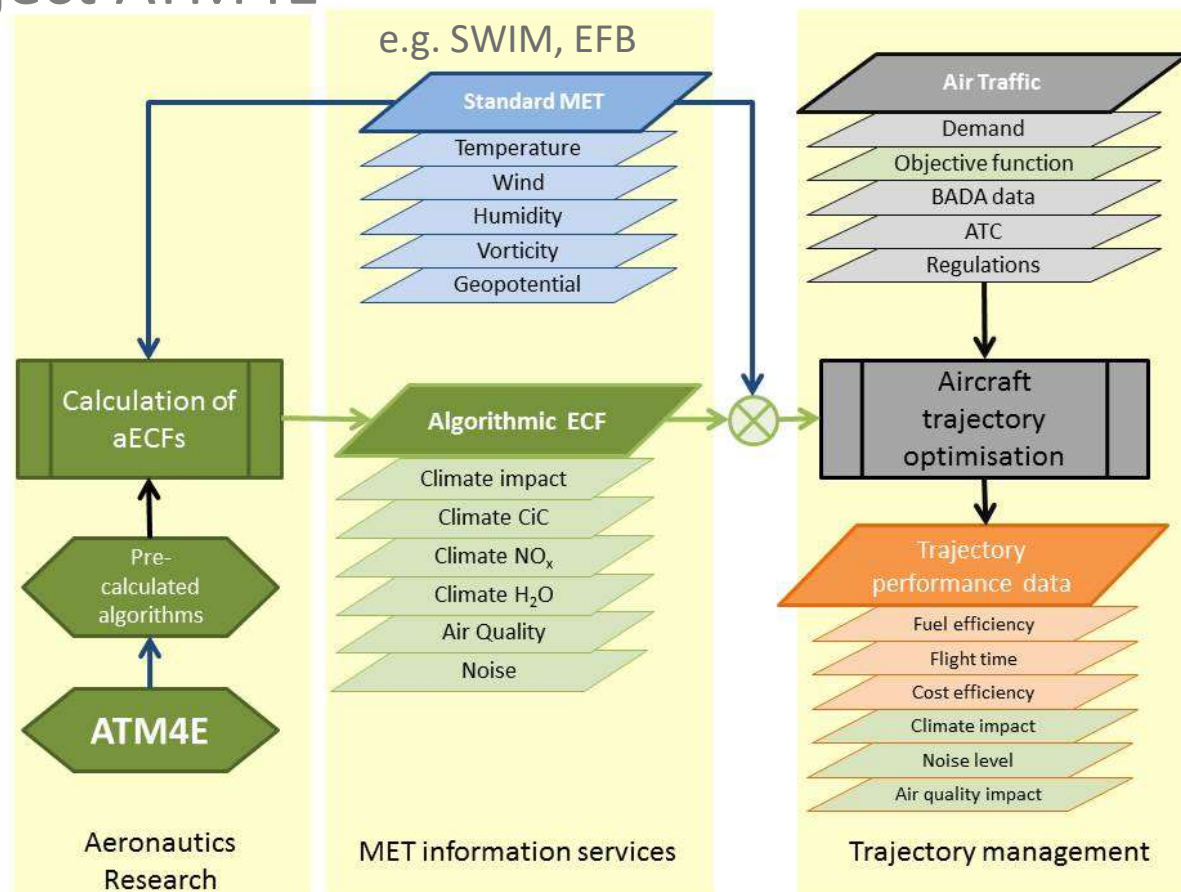 e.g. SWIM, EFB
Standard MET
Temperature
Wind
Humidity
Vorticity
Geopotential
Air Traffic
Demand
Objective function
BADA data
ATC
Regulations
Calculation of
aECFs
Pre-
calculated
algorithms
ATM4E
Algorithmic ECF
Climate impact
Climate CiC
Climate NOx
Climate H2O
Air Quality
Noise
Aircraft
trajectory
optimisation
Trajectory
performance data
Fuel efficiency
Flight time
Cost efficiency
Climate impact
Noise level
Air quality impact
Aeronautics
Research
MET information services
Trajectory management